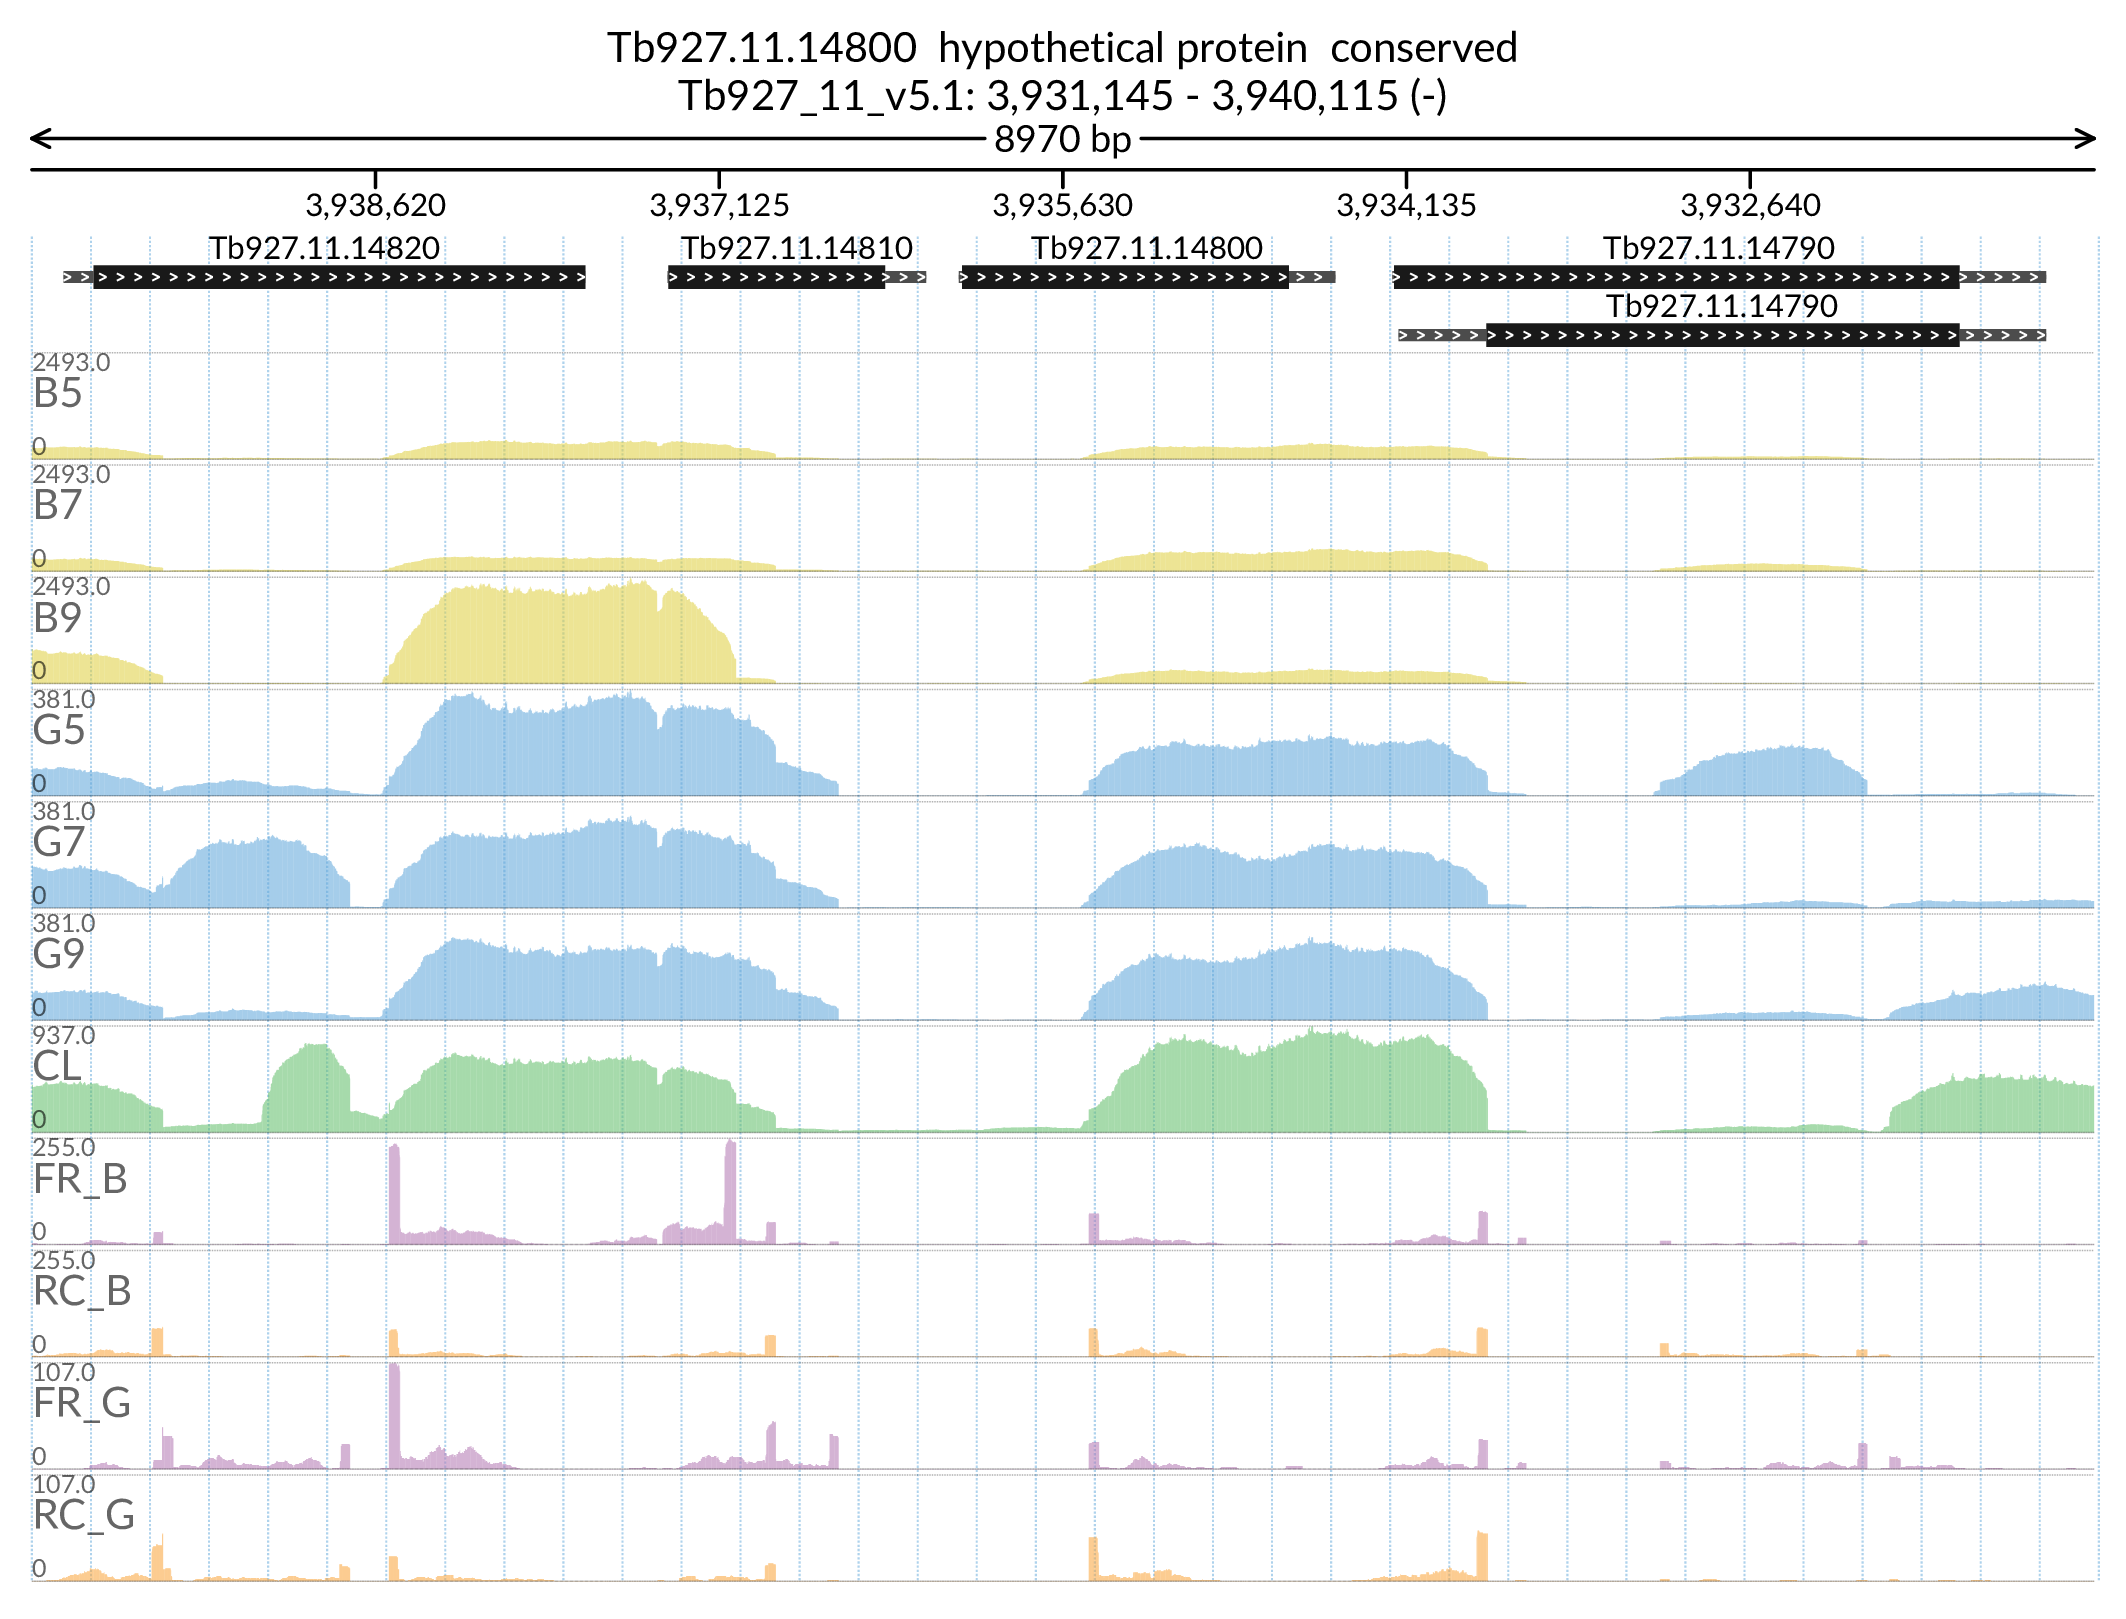 Tb927.11.14800 hypothetical protein conserved
Tb927_11_v5.1: 3,931,145 - 3,940,115 (-)
8970 bp
3,938,620 3,937,125 3,935,630 3,934,135 3,932,640
Tb927.11.14820 Tb927.11.14810 Tb927.11.14800 Tb927.11.14790
Tb927.11.14790
2493.0
B5
0
2493.0
B7
0
2493.0
B9
0
381.0
G5
0
381.0
G7
0
381.0
G9
0
937.0
CL
0
255.0
FR_B
0
255.0
RC_B
0
107.0
FR_G
0
107.0
RC_G
0